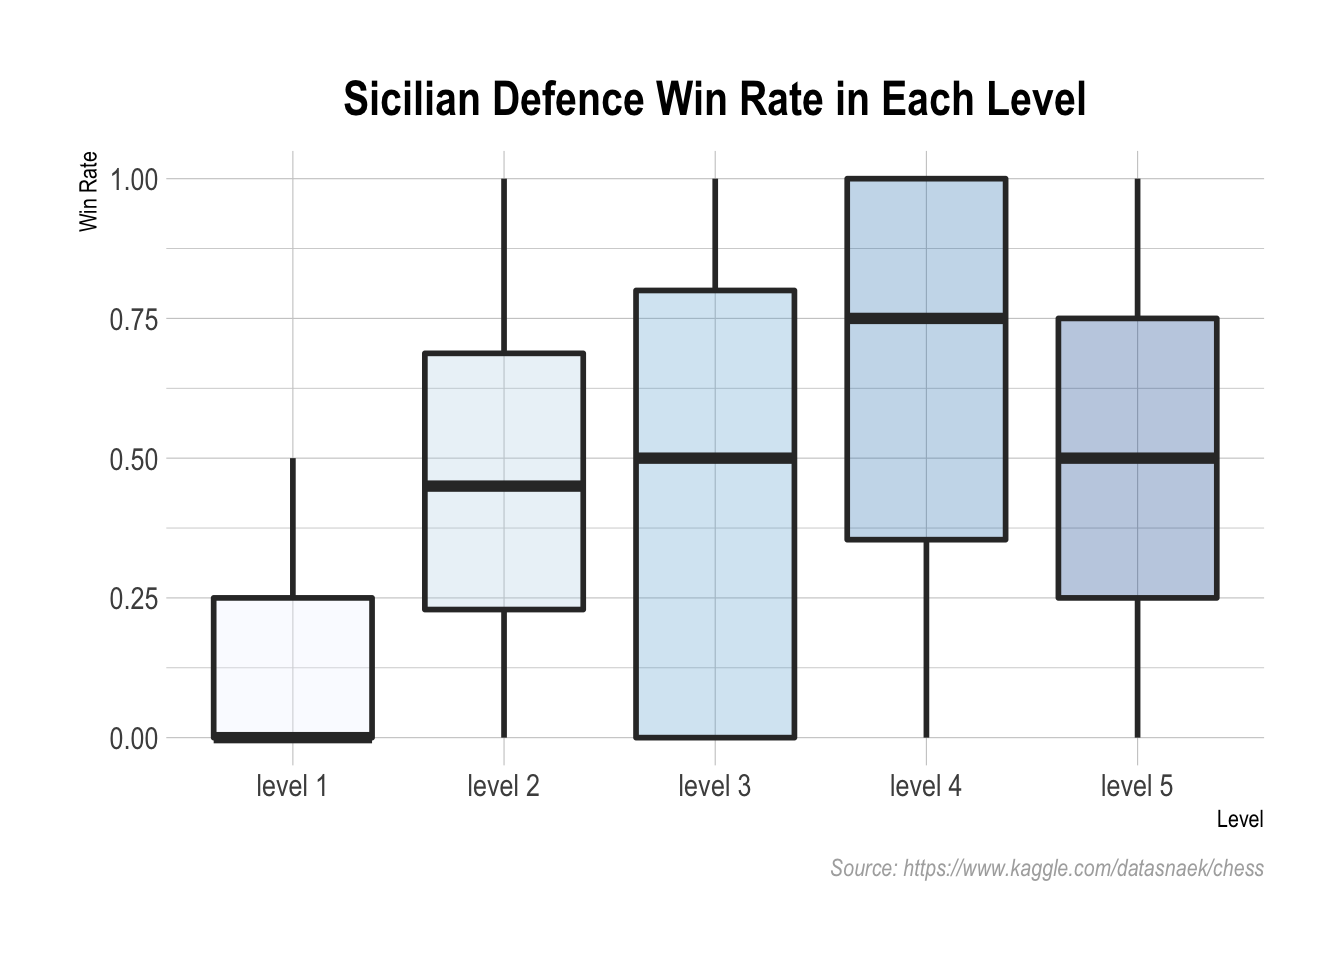 Sicilian Defence Win Rate in Each Level
Win Rate
1.00
0.75
0.50
0.25
0.00
level 1 level 2 level 3 level 4 level 5
Level
Source: https://www.kaggle.com/datasnaek/chess